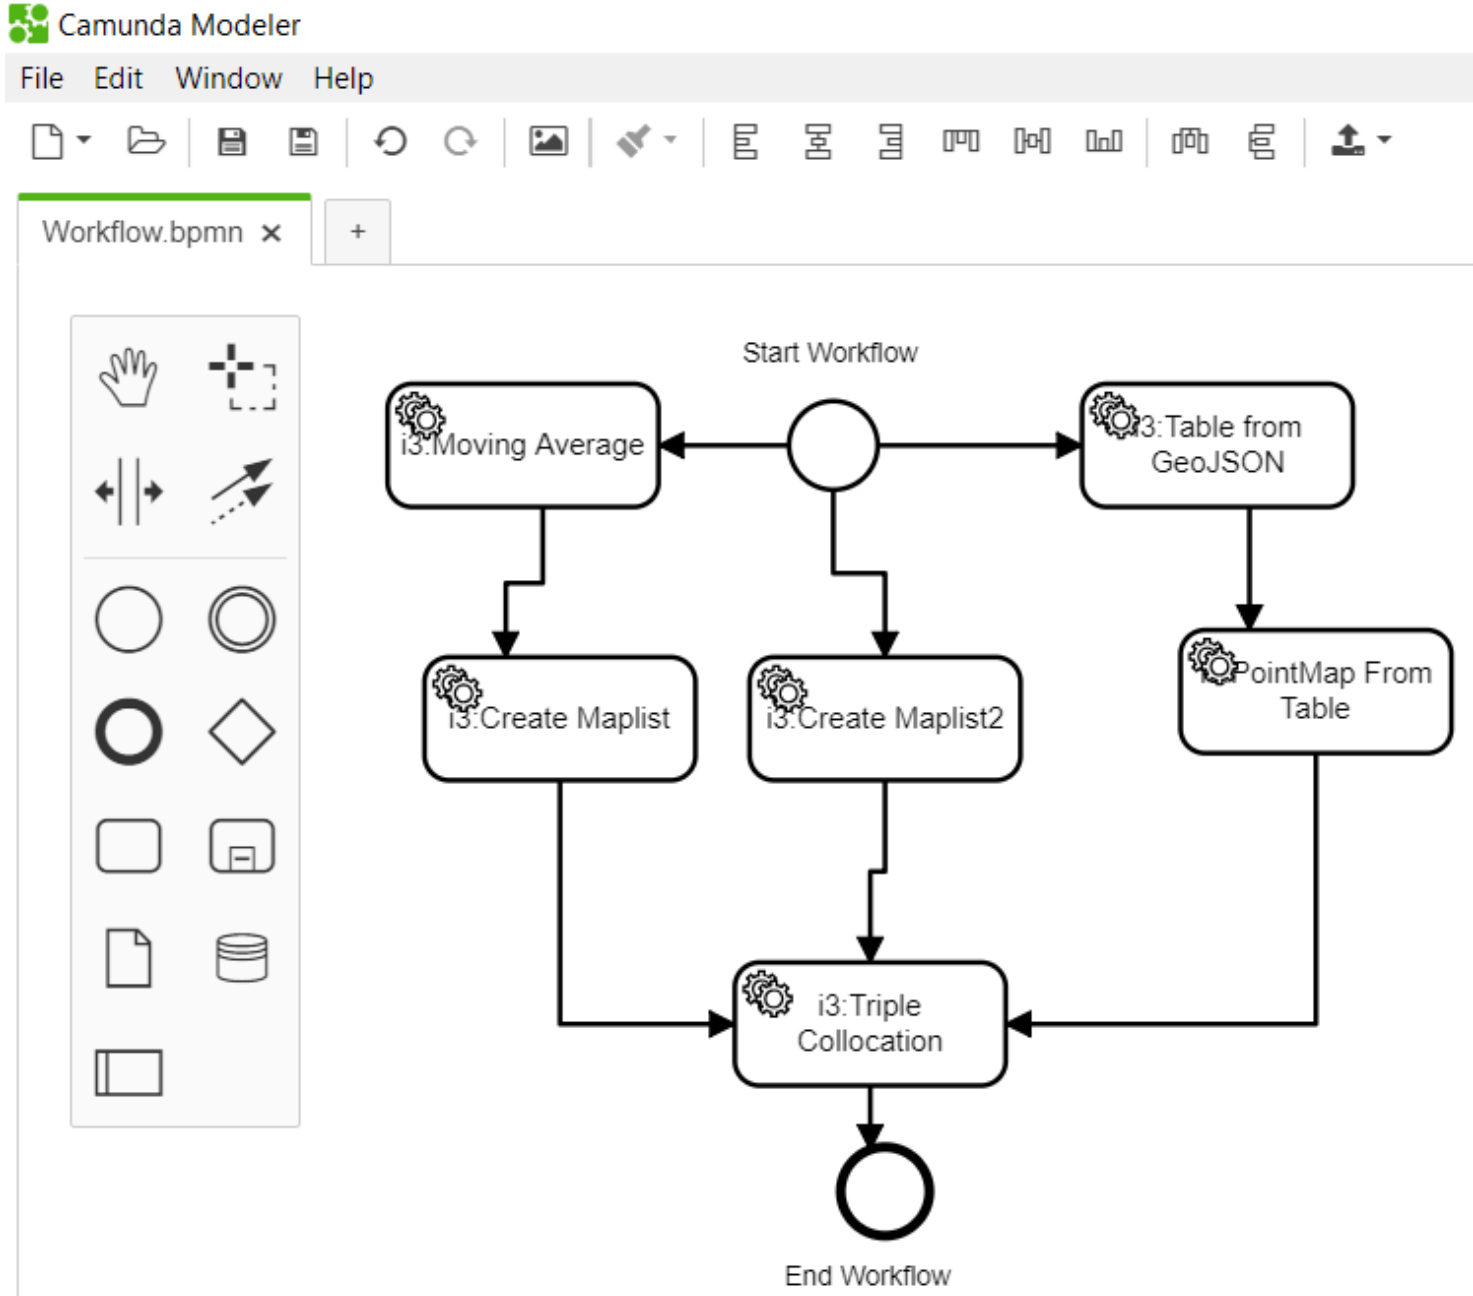 Camunda Modeler
File Edit Window Help
Workflow.bpmn ×
+
Start Workflow
i3:Moving Average
i3:Table from
GeoJSON
i3:Create Maplist
i3:Create Maplist2
PointMap From
Table
i3:Triple
Collocation
End Workflow